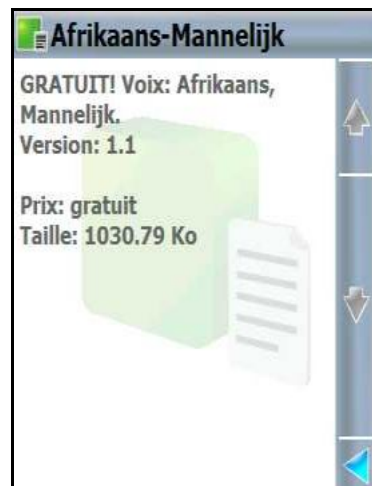 Afrikaans-Mannelijk
GRATUIT! Voix: Afrikaans,
Mannelijk.
Version: 1.1
Prix: gratuit
Taille: 1030.79 Ko